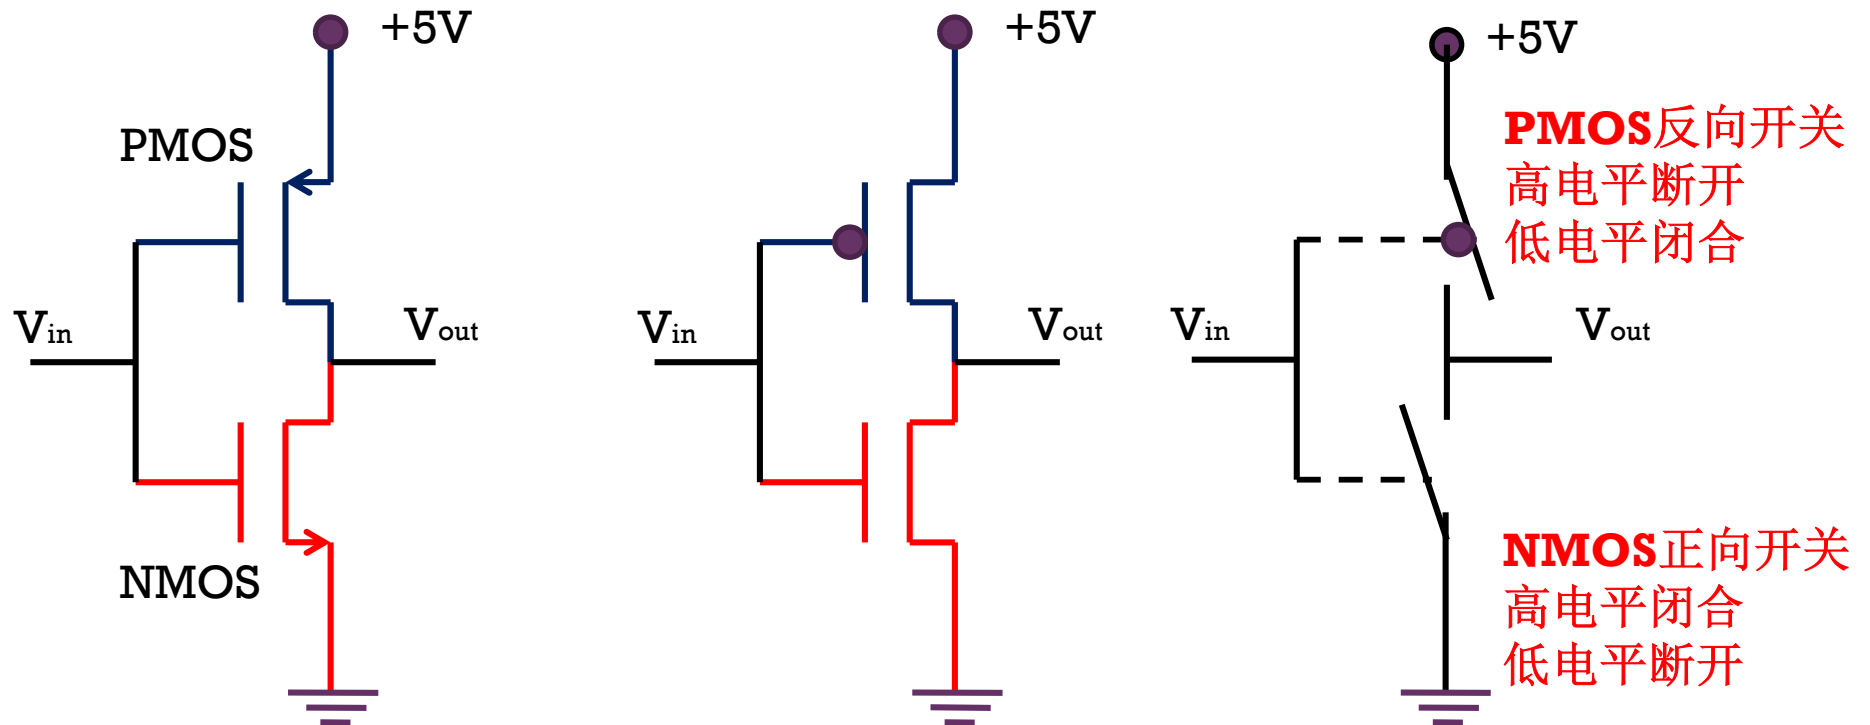 +5V
PMOS
Vin
Vout
NMOS
+5V
Vin
Vout
+5V
PMOS反向开关
高电平断开
低电平闭合
Vin
Vout
NMOS正向开关
高电平闭合
低电平断开